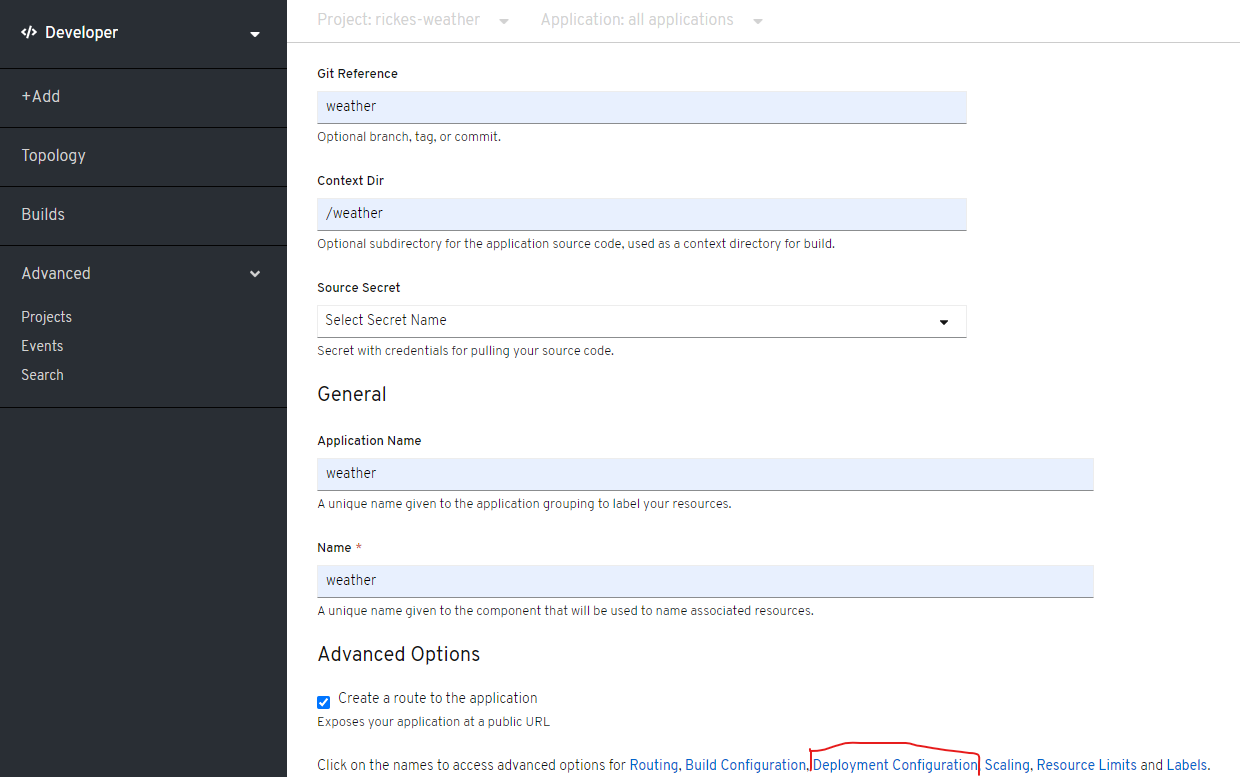 Developer
+Add
Topology
Builds
Advanced
Projects
Events
Search
Project: rickes-weather Application: all applications
Git Reference
weather
Optional branch, tag, or commit.
Context Dir
/weather
Optional subdirectory for the application source code, used as a context directory for build.
Source Secret
Select Secret Name
Secret with credentials for pulling your source code.
General
Application Name
weather
A unique name given to the application grouping to label your resources.
Name *
weather
A unique name given to the component that will be used to name associated resources.
Advanced Options
Create a route to the application
Exposes your application at a public URL
Click on the names to access advanced options for Routing, Build Configuration, Deployment Configuration, Scaling, Resource Limits and Labels.